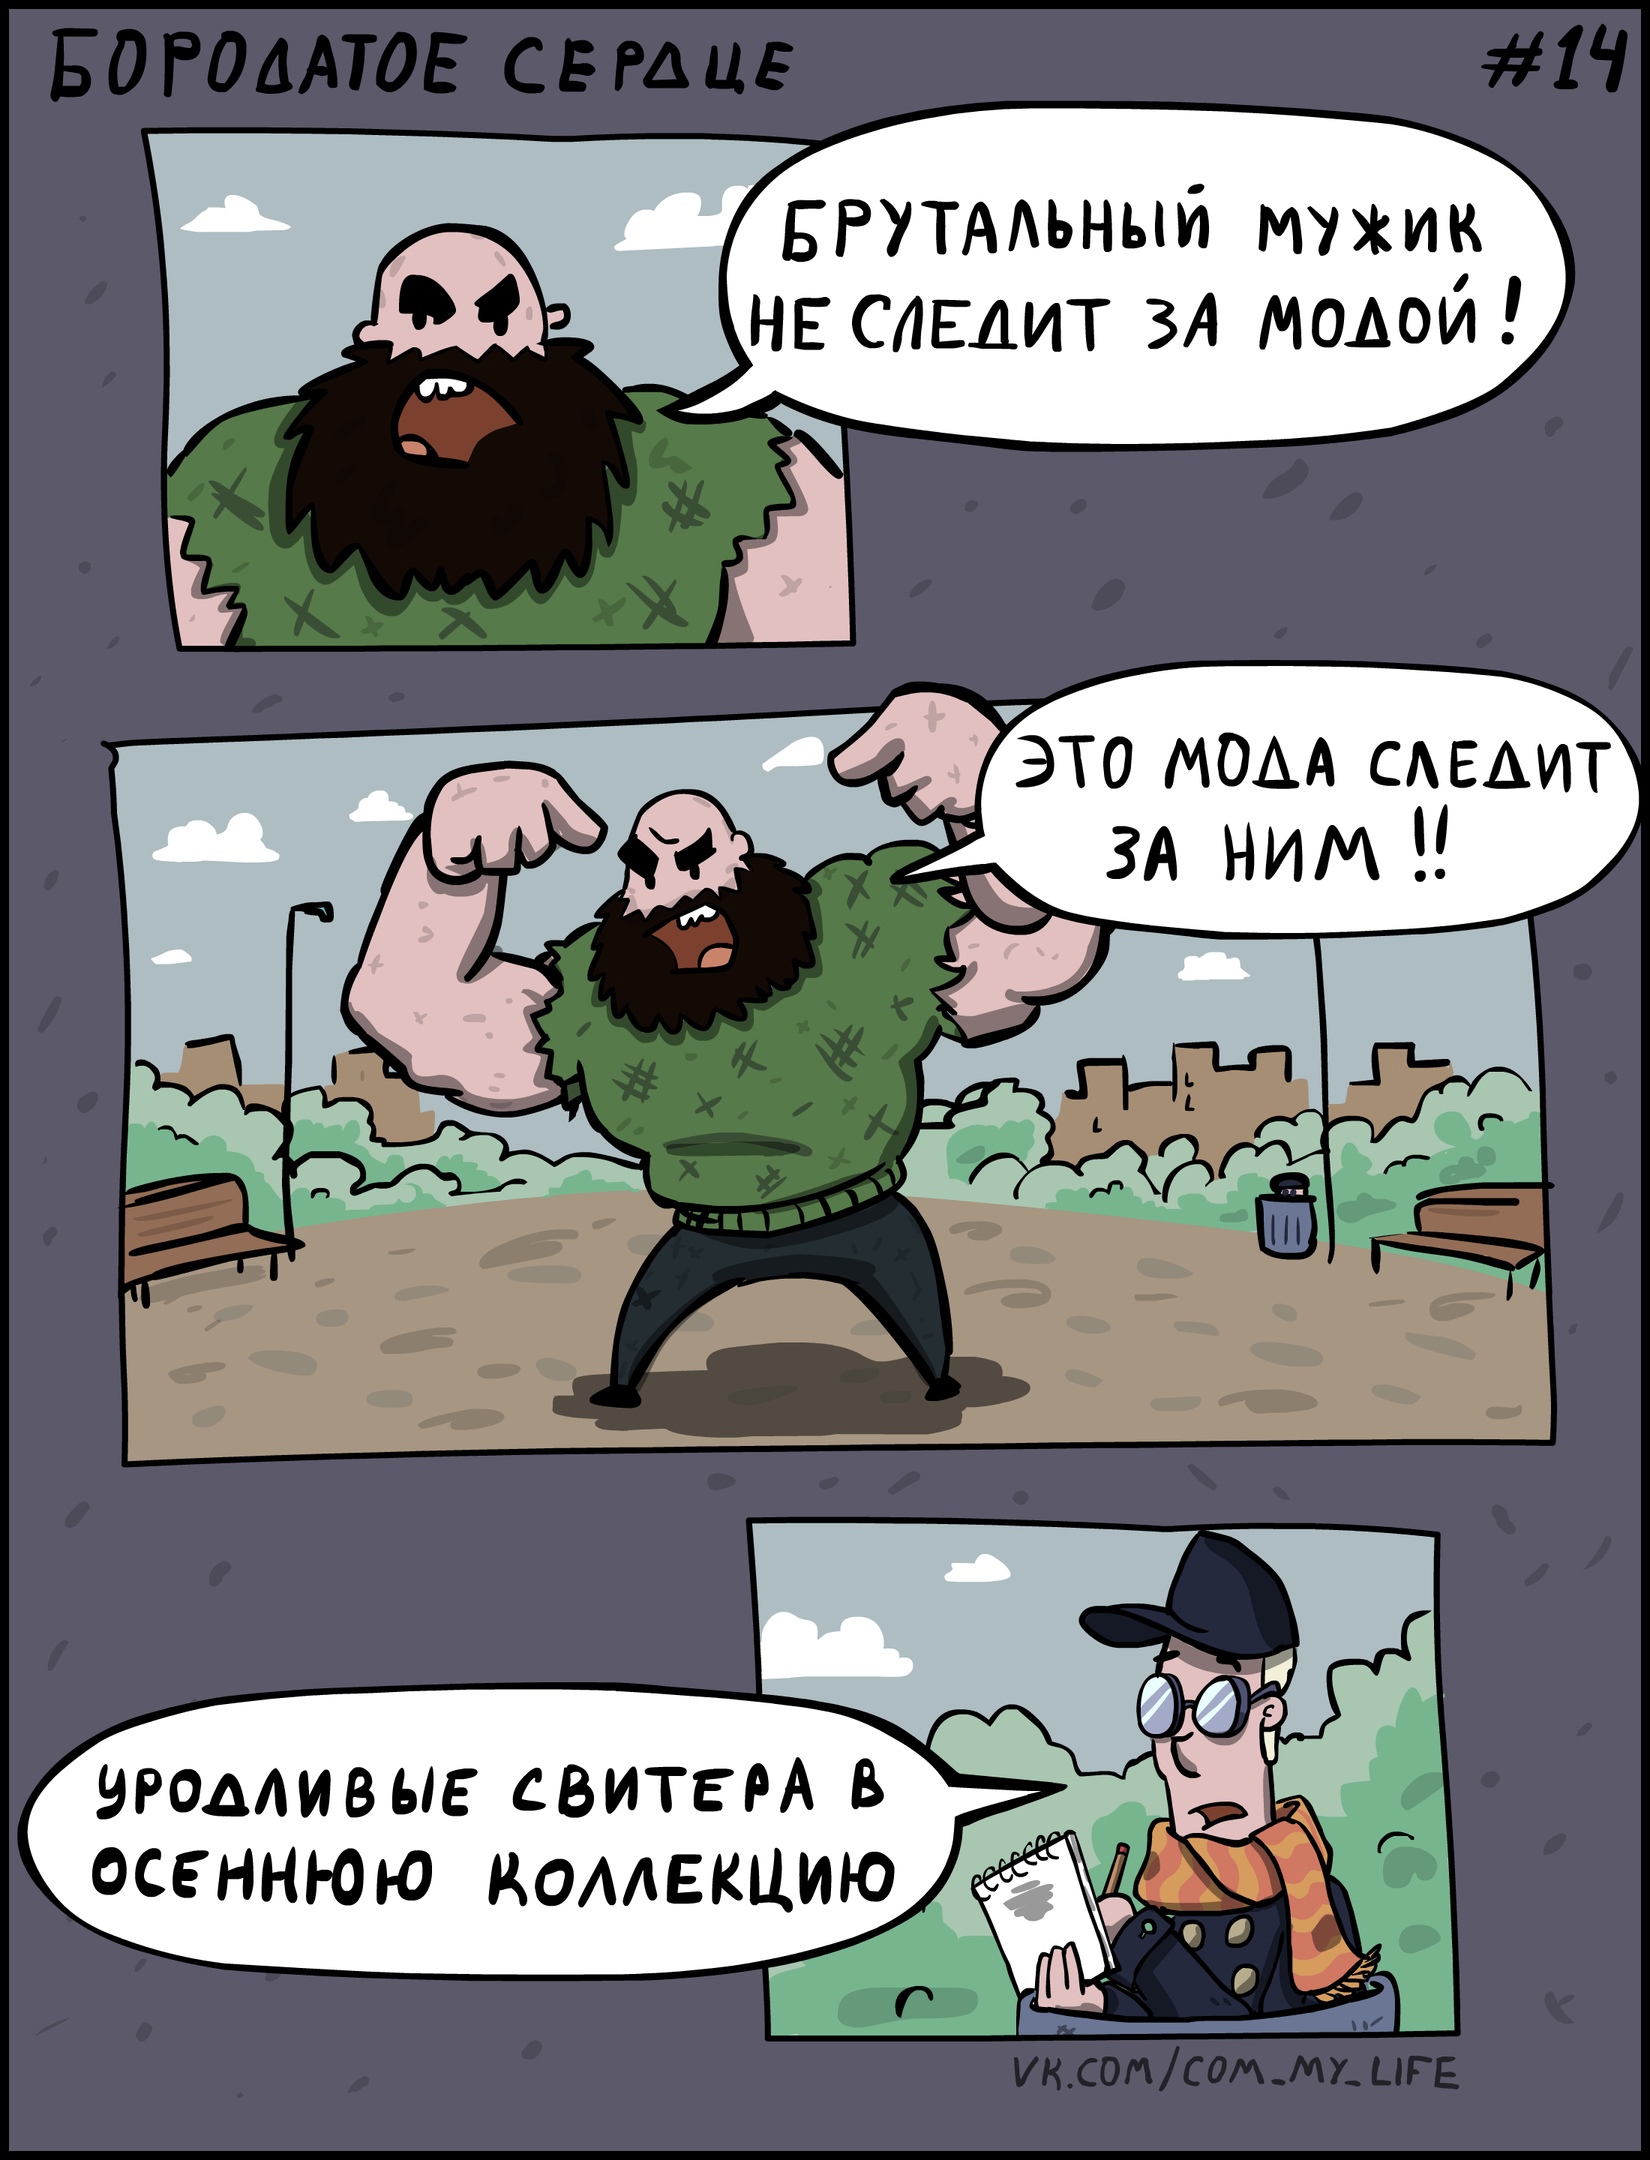 БОРОДАТОЕ СЕРДЦЕ
#14
БРУТАЛЬНЫЙ МУЖИК
НЕ СЛЕДИТ ЗА МОДОЙ!
ЭТО МОДА СЛЕДИТ
ЗА НИМ!!
УРОДЛИВЫЕ СВИТЕРА В
ОСЕННЮЮ КОЛЛЕКЦИЮ
VK.COM/COM_MY_LIFE